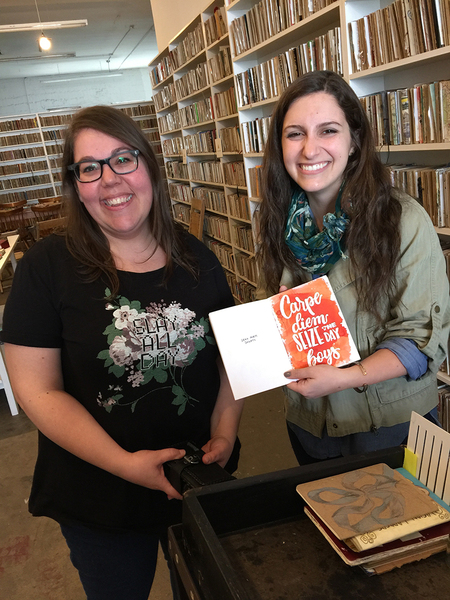 SLAY
ALL
DAY
Carpe
diem
SEIZE THE DAY
boys